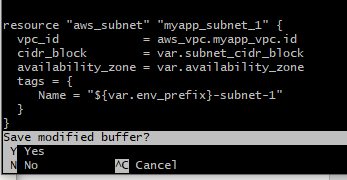 resource "aws_subnet" "myapp_subnet_1" {
  vpc_id            = aws_vpc.myapp_vpc.id
  cidr_block        = var.subnet_cidr_block
  availability_zone = var.availability_zone
  tags = {
    Name = "${var.env_prefix}-subnet-1"
  }
}
Save modified buffer?
 Y Yes
 N No           ^C Cancel